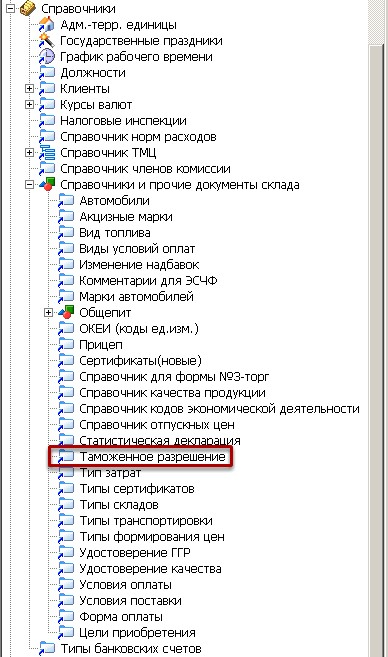 Справочники
Адм.-терр. единицы
Государственные праздники
График рабочего времени
Должности
Клиенты
Курсы валют
Налоговые инспекции
Справочник норм расходов
Справочник ТМЦ
Справочник членов комиссии
Справочники и прочие документы склада
Автомобили
Акцизные марки
Вид топлива
Виды условий оплат
Изменение надбавок
Комментарии для ЭСЧФ
Марки автомобилей
Общепит
ОКЕИ (коды ед.изм.)
Прицеп
Сертификаты(новые)
Справочник для формы №3-торг
Справочник качества продукции
Справочник кодов экономической деятельности
Справочник отпускных цен
Статистическая декларация
Таможенное разрешение
Тип затрат
Типы сертификатов
Типы складов
Типы транспортировки
Типы формирования цен
Удостоверение ГГР
Удостоверение качества
Условия оплаты
Условия поставки
Форма оплаты
Цели приобретения
Типы банковских счетов